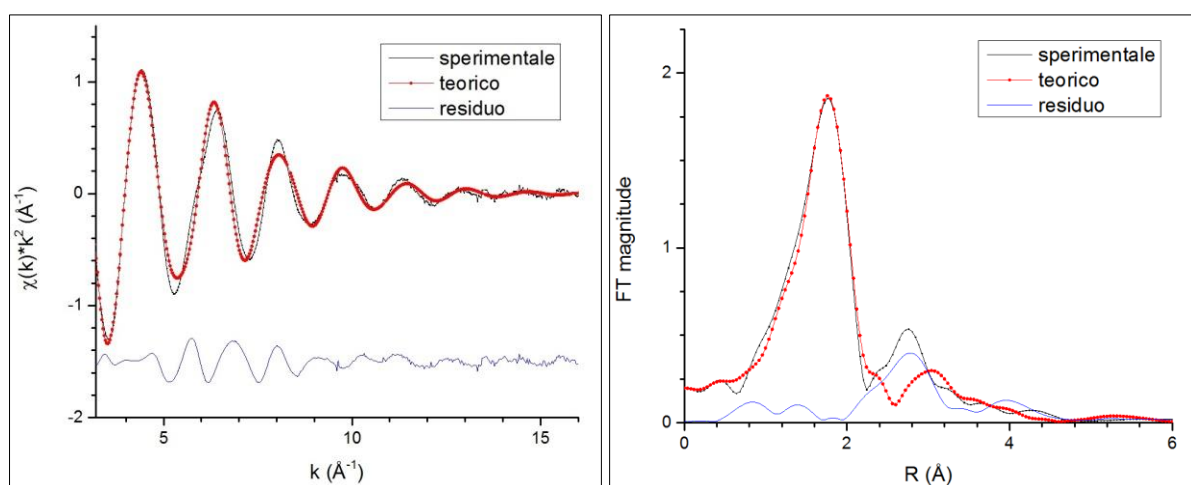 sperimentale
teorico
residuo
1
0
-1
-2
χ(k)*k² (Å⁻¹)
5
10
15
k (Å⁻¹)
sperimentale
teorico
residuo
2
1
0
FT magnitude
0
2
4
6
R (Å)